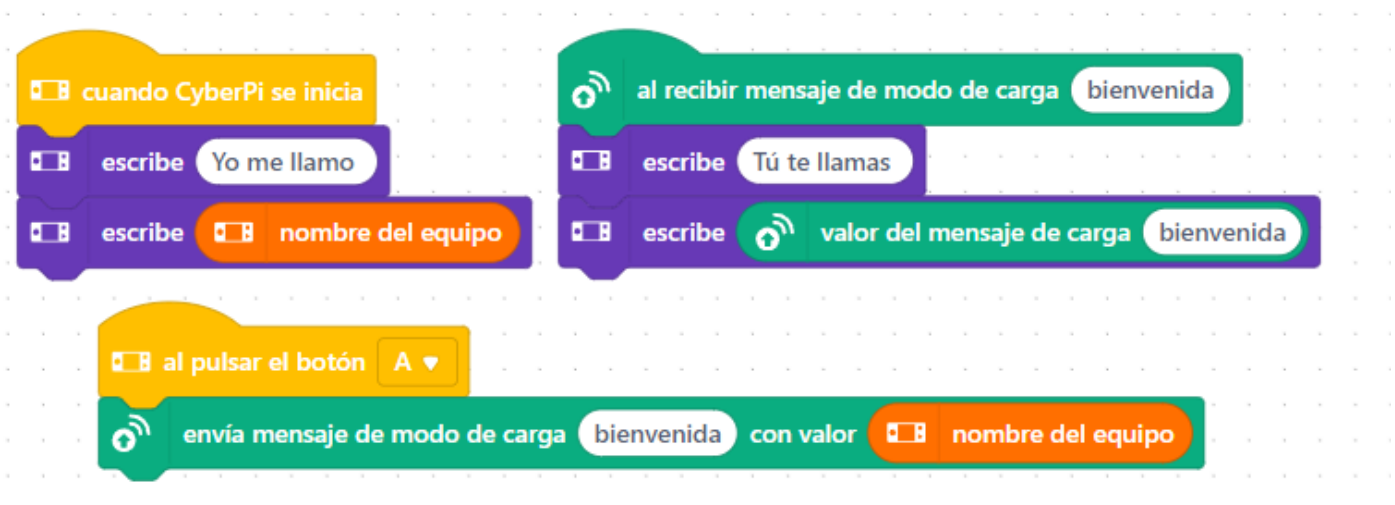 cuando CyberPi se inicia
escribe Yo me llamo
escribe nombre del equipo
al recibir mensaje de modo de carga bienvenida
escribe Tú te llamas
escribe valor del mensaje de carga bienvenida
al pulsar el botón A
envía mensaje de modo de carga bienvenida con valor nombre del equipo